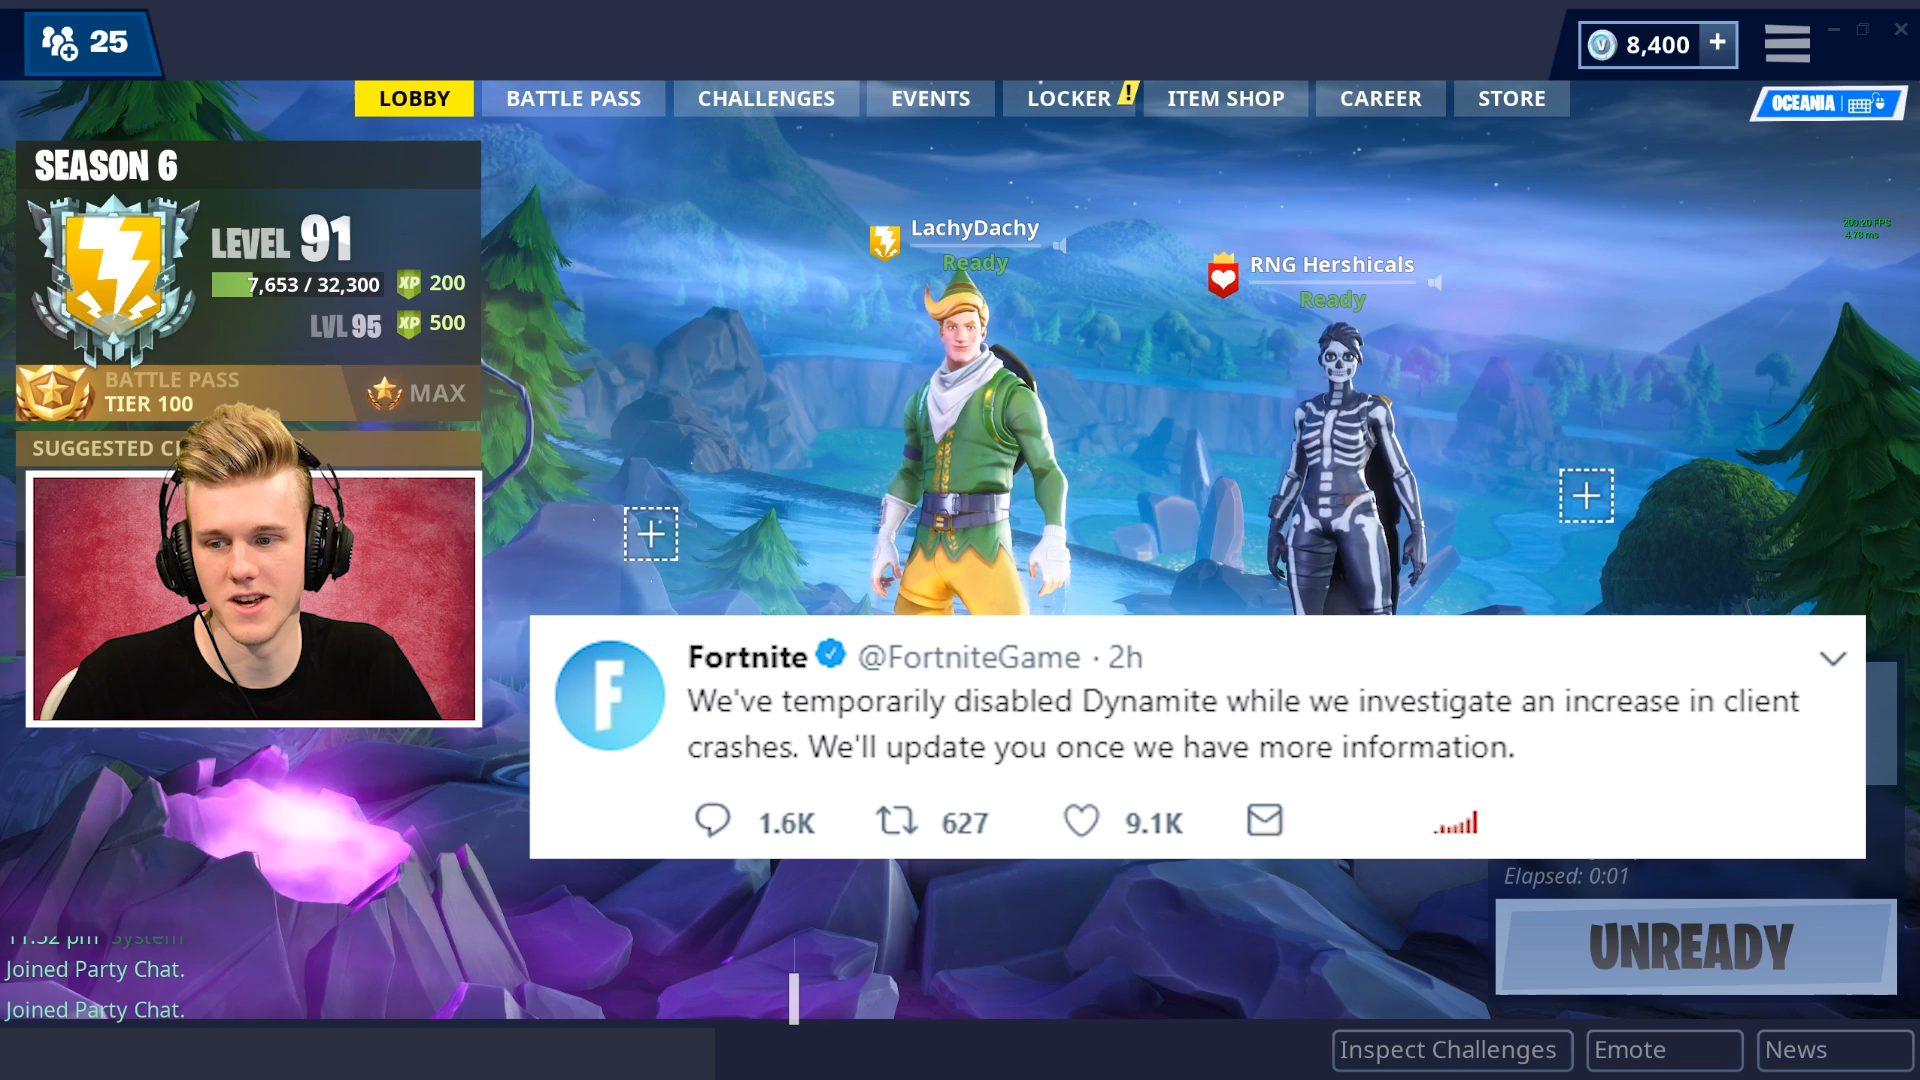 25
8,400
LOBBY BATTLE PASS CHALLENGES EVENTS LOCKER ! ITEM SHOP CAREER STORE
OCEANIA
SEASON 6
LEVEL 91
7,653 / 32,300 XP 200
LVL 95 XP 500
BATTLE PASS
TIER 100
MAX
SUGGESTED
LachyDachy
Ready
RNG Hershicals
Ready
4.78 ms
Fortnite @FortniteGame · 2h
We've temporarily disabled Dynamite while we investigate an increase in client
crashes. We'll update you once we have more information.
1.6K 627 9.1K
Elapsed: 0:01
UNREADY
System
Joined Party Chat.
Joined Party Chat.
Inspect Challenges Emote News